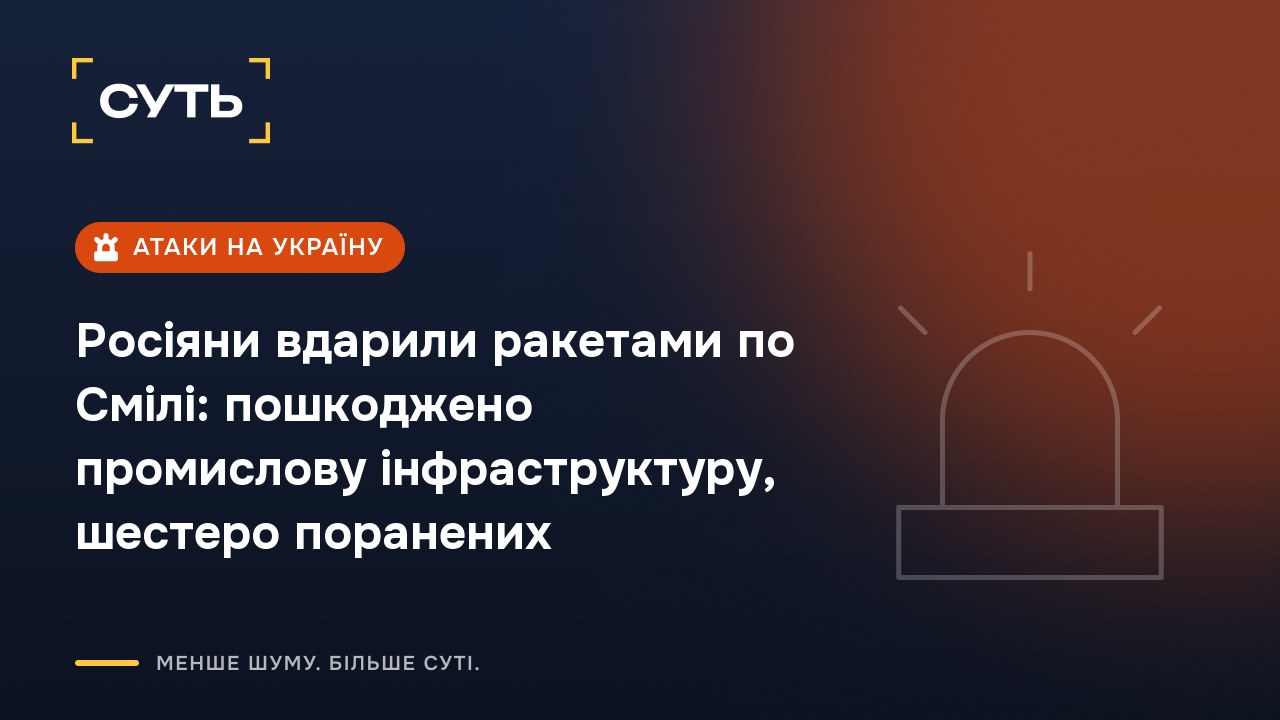 СУТЬ
АТАКИ НА УКРАЇНУ
Росіяни вдарили ракетами по
Смілі: пошкоджено
промислову інфраструктуру,
шестеро поранених
МЕНШЕ ШУМУ. БІЛЬШЕ СУТІ.